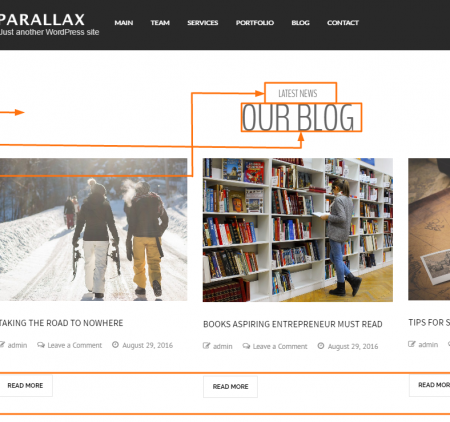 PARALLAX
Just another WordPress site
MAIN TEAM SERVICES PORTFOLIO BLOG CONTACT
LATEST NEWS
OUR BLOG
TAKING THE ROAD TO NOWHERE
admin Leave a Comment August 29, 2016
READ MORE
BOOKS ASPIRING ENTREPRENEUR MUST READ
admin Leave a Comment August 29, 2016
READ MORE
TIPS FOR S
admin
READ MOR